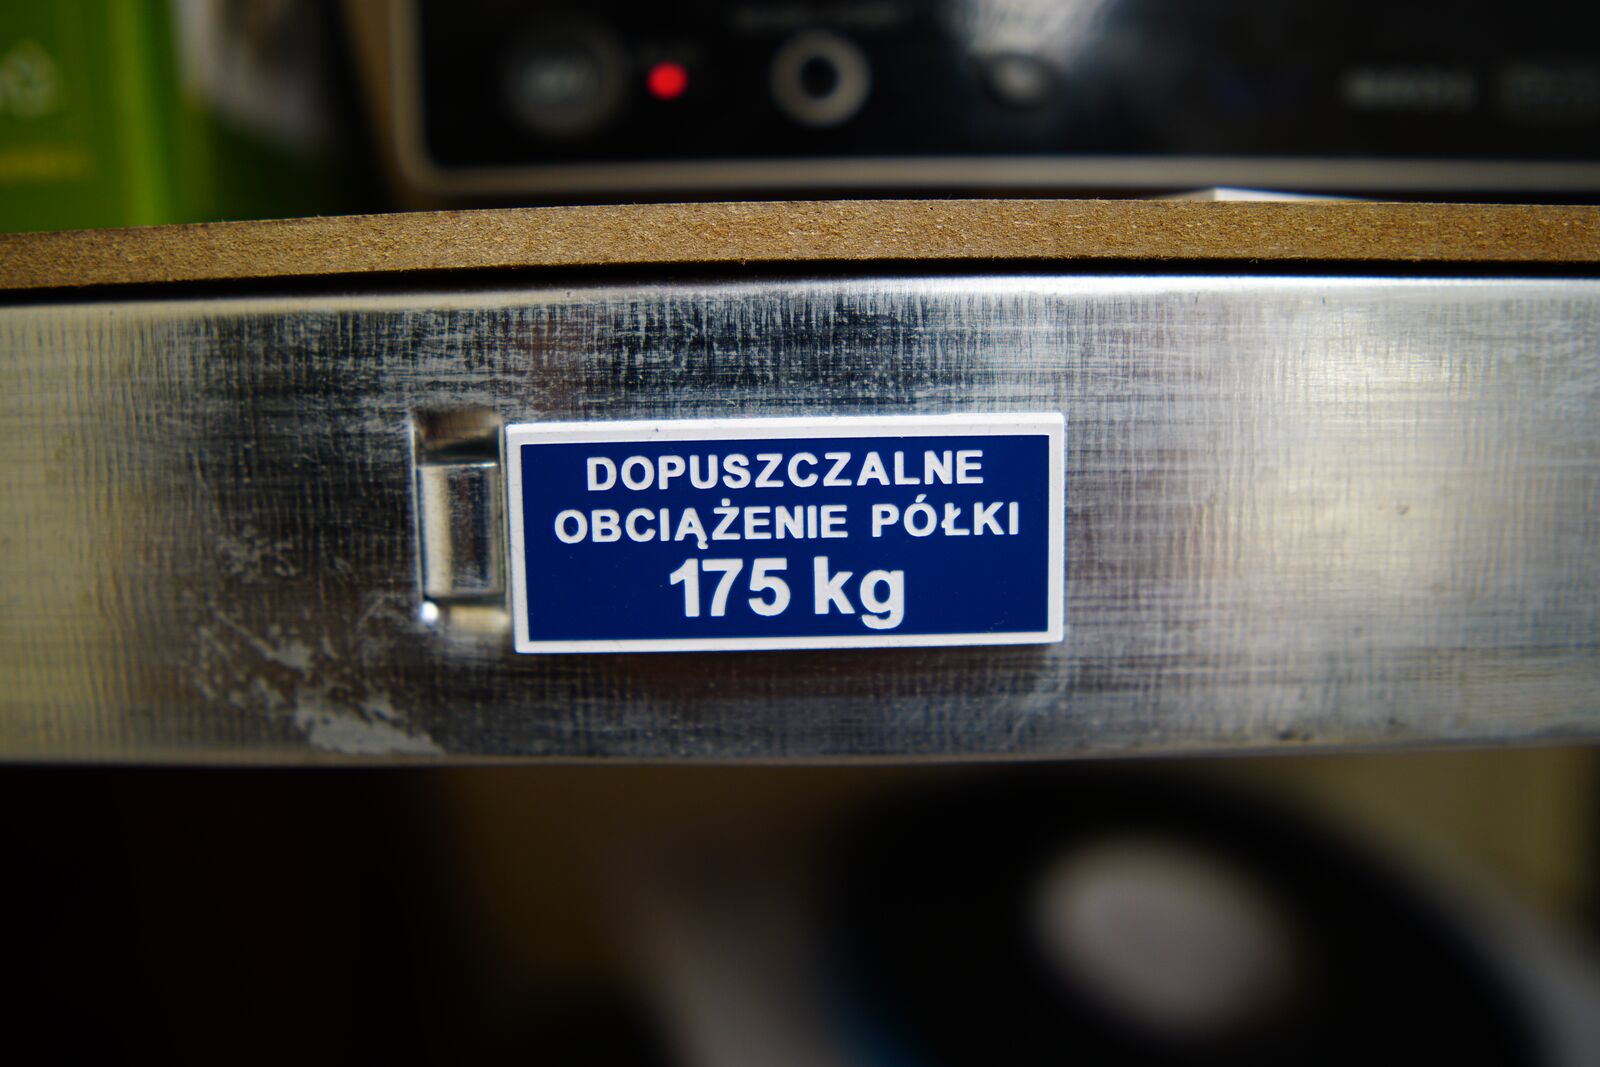 DOPUSZCZALNE
OBCIĄŻENIE PÓŁKI
175 kg